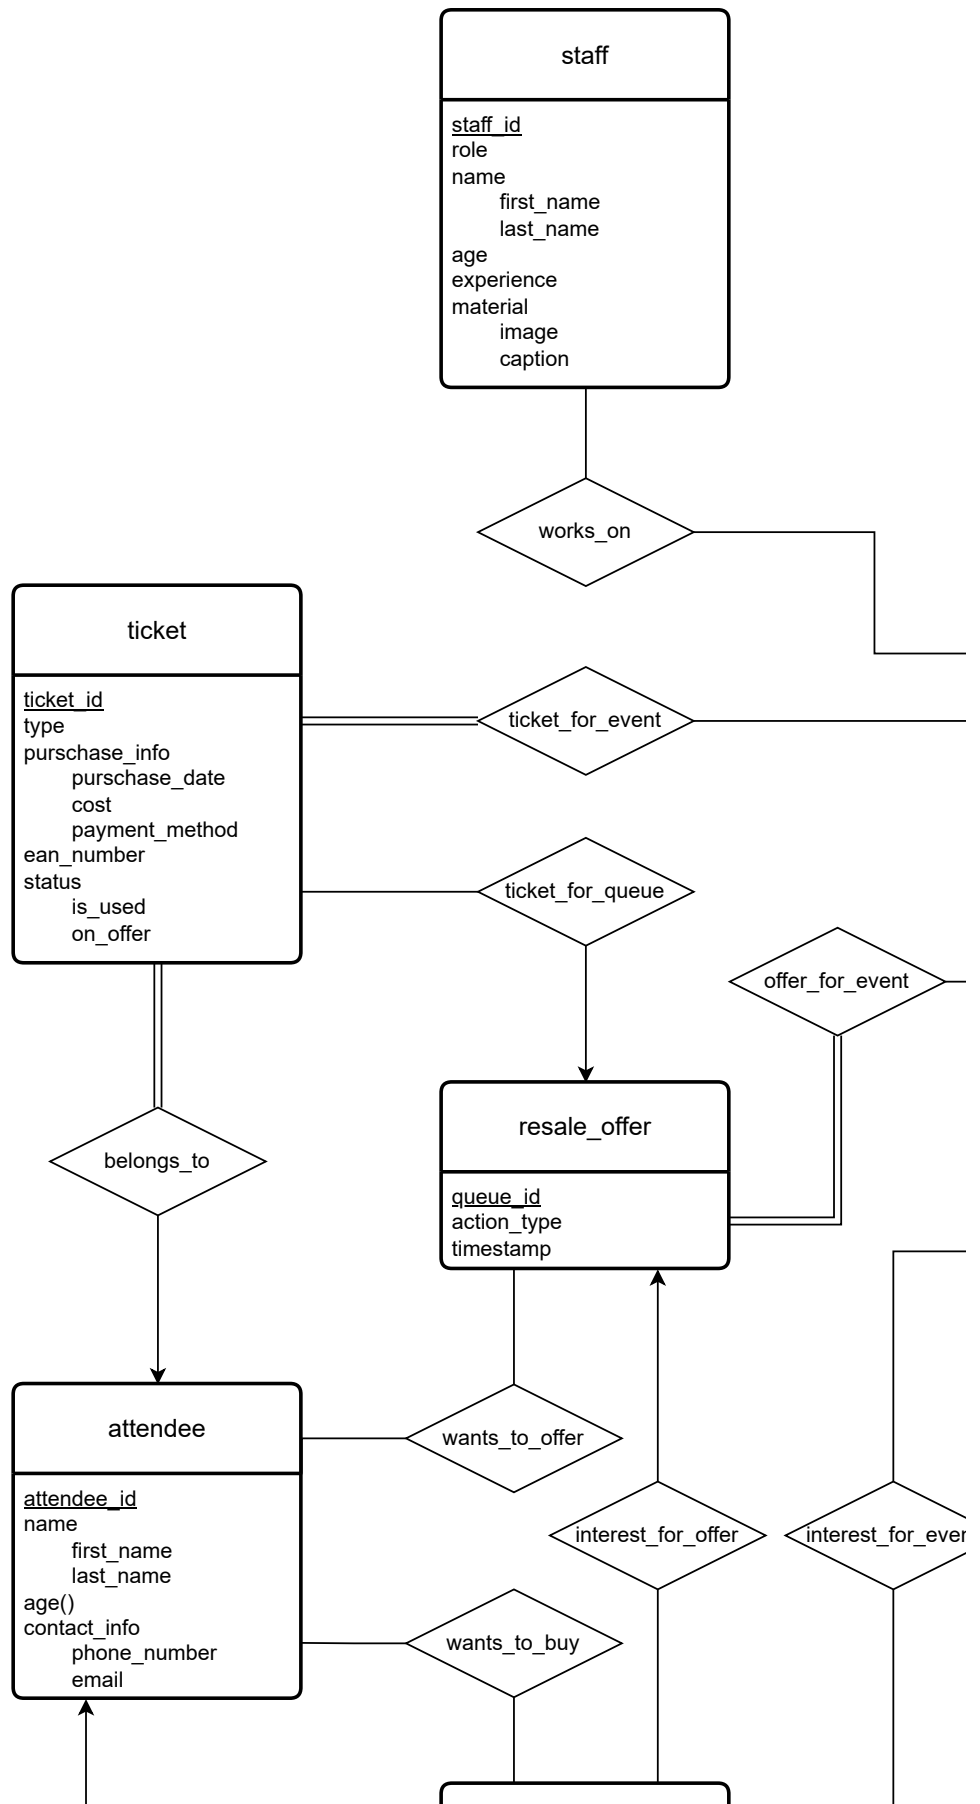 staff
staff_id
role
name
first_name
last_name
age
experience
material
image
caption
works_on
ticket
ticket_id
type
purschase_info
purschase_date
cost
payment_method
ean_number
status
is_used
on_offer
ticket_for_event
ticket_for_queue
offer_for_event
resale_offer
queue_id
action_type
timestamp
belongs_to
attendee
attendee_id
name
first_name
last_name
age()
contact_info
phone_number
email
wants_to_offer
interest_for_offer
interest_for_even
wants_to_buy